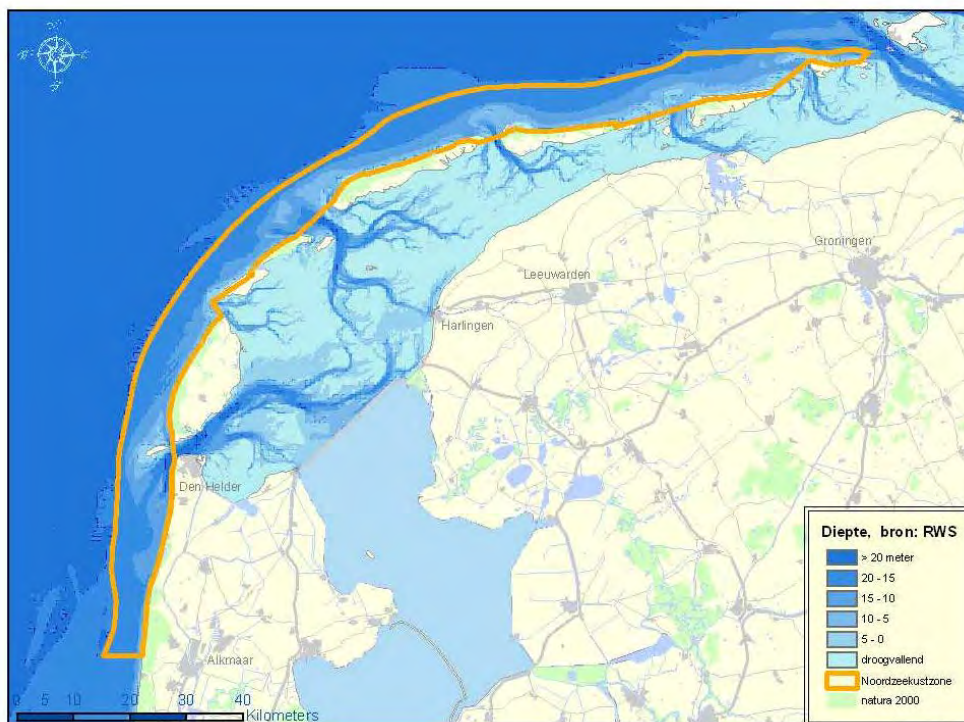 Groningen
Leeuwarden
Harlingen
Den Helder
Alkmaar
0 10 20 30 40
Kilometers
Diepte, bron: RWS
> 20 meter
20 - 15
15 - 10
10 - 5
5 - 0
droogvallend
Noordzeekustzone
natura 2000